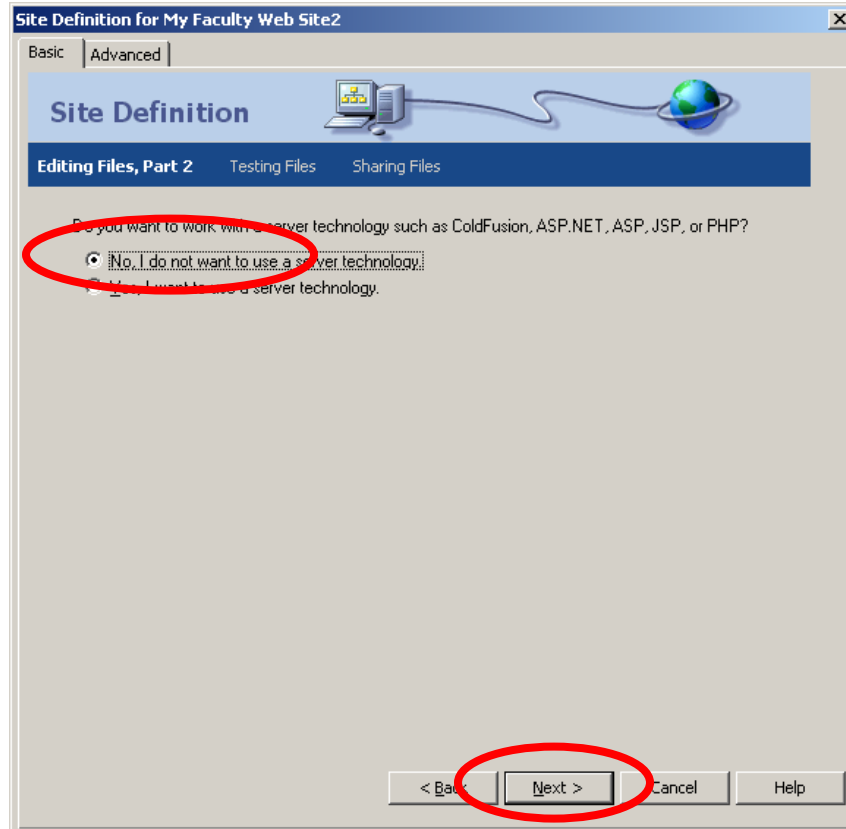 Site Definition for My Faculty Web Site2
Basic Advanced
Site Definition
Editing Files, Part 2 Testing Files Sharing Files
Do you want to work with a server technology such as ColdFusion, ASP.NET, ASP, JSP, or PHP?
No, I do not want to use a server technology.
Yes, I want to use a server technology.
< Back Next > Cancel Help